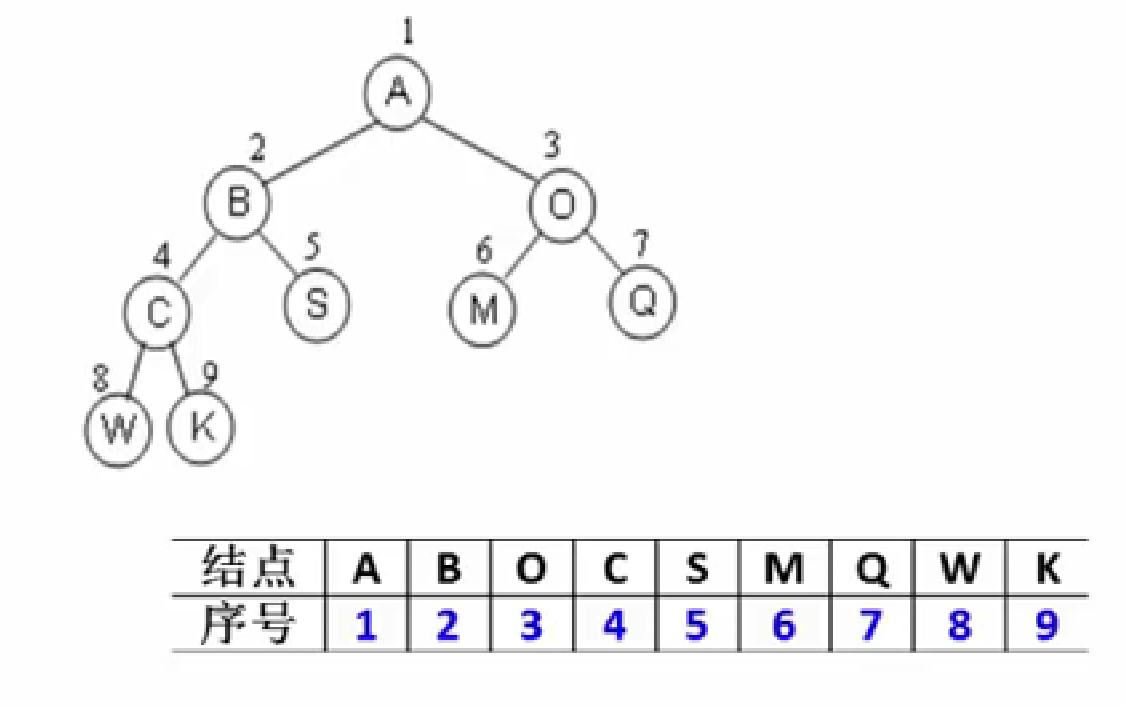 1
A
2 3
B O
4 5 6 7
C S M Q
8 9
W K
结点 A B O C S M Q W K
序号 1 2 3 4 5 6 7 8 9